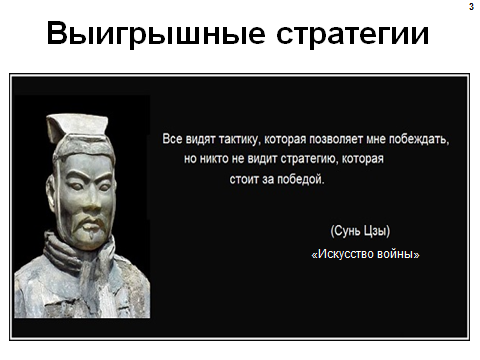 3
Выигрышные стратегии
Все видят тактику, которая позволяет мне побеждать,
но никто не видит стратегию, которая
стоит за победой.
(Сунь Цзы)
«Искусство войны»